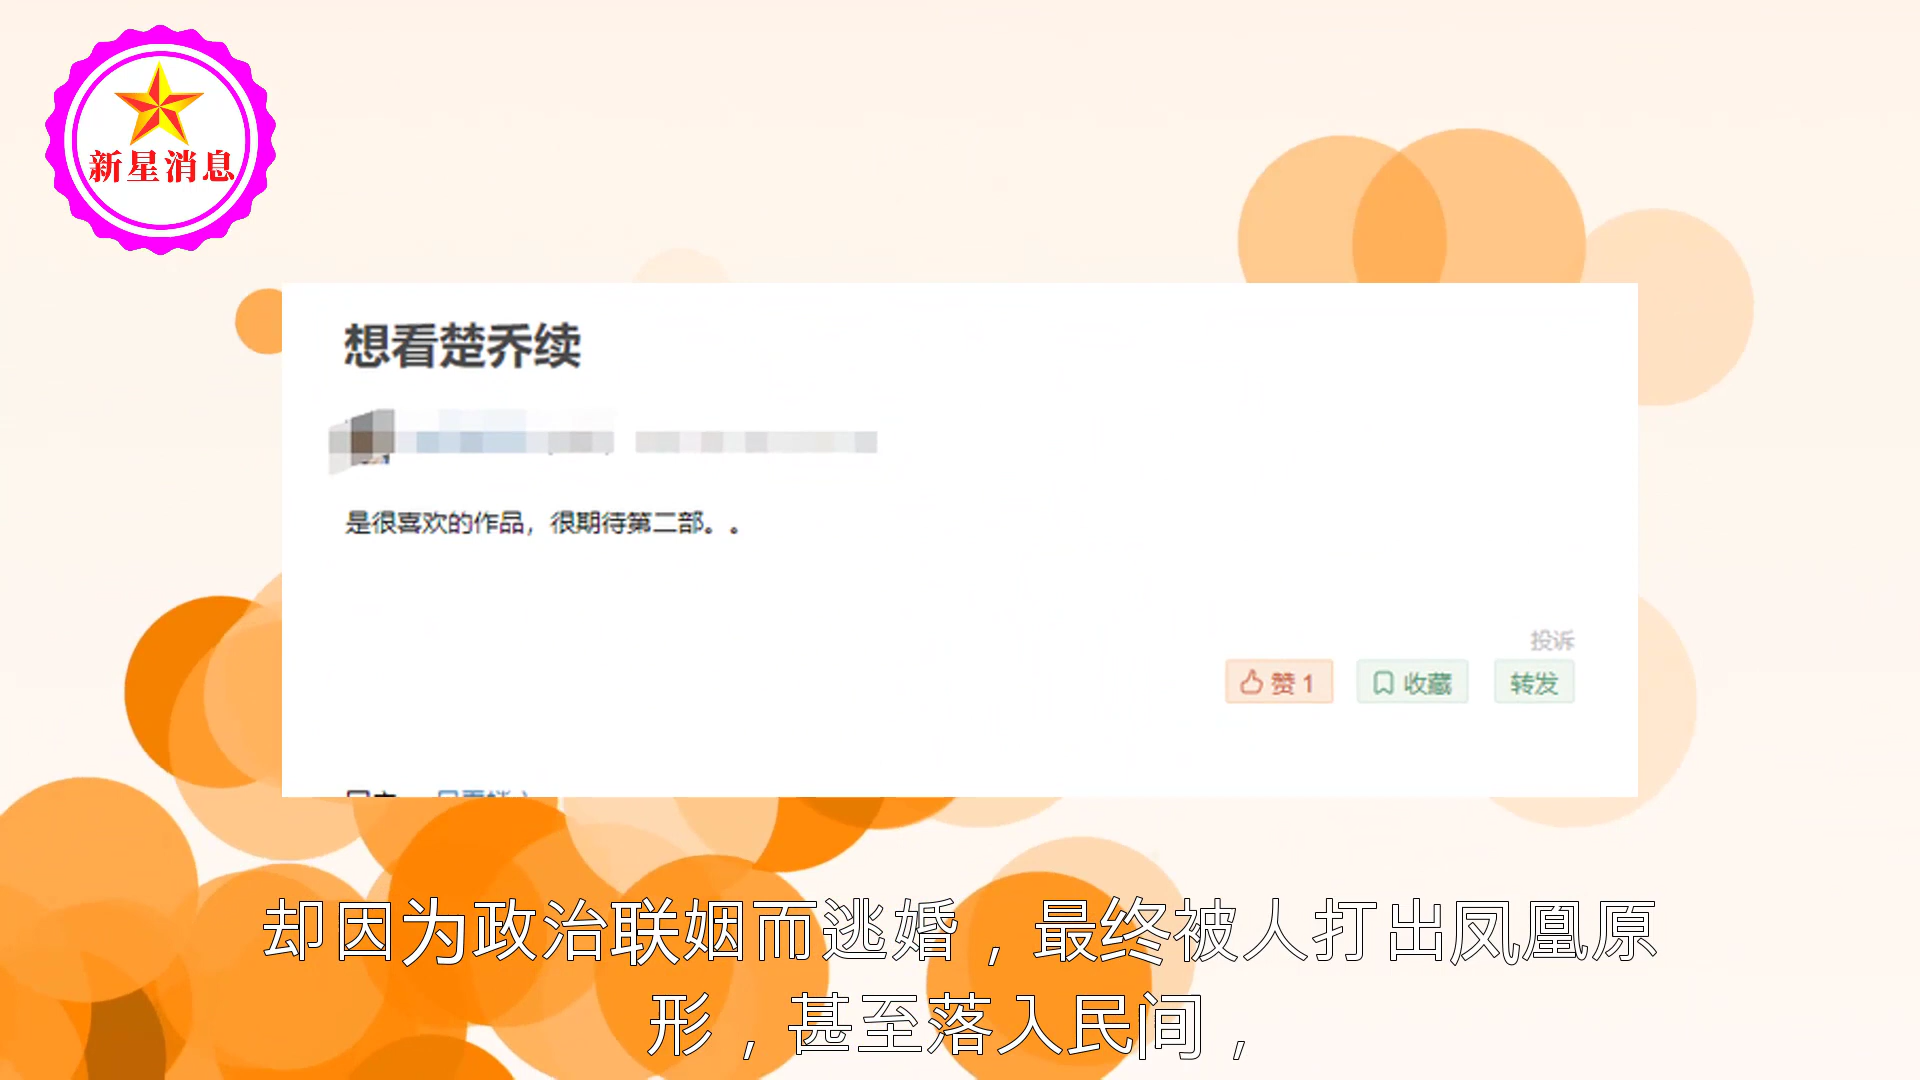 新星消息
想看楚乔续
是很喜欢的作品，很期待第二部。。
投诉
赞 1
收藏
转发
却因为政治联姻而逃婚，最终被人打出凤凰原
形，甚至落入民间，